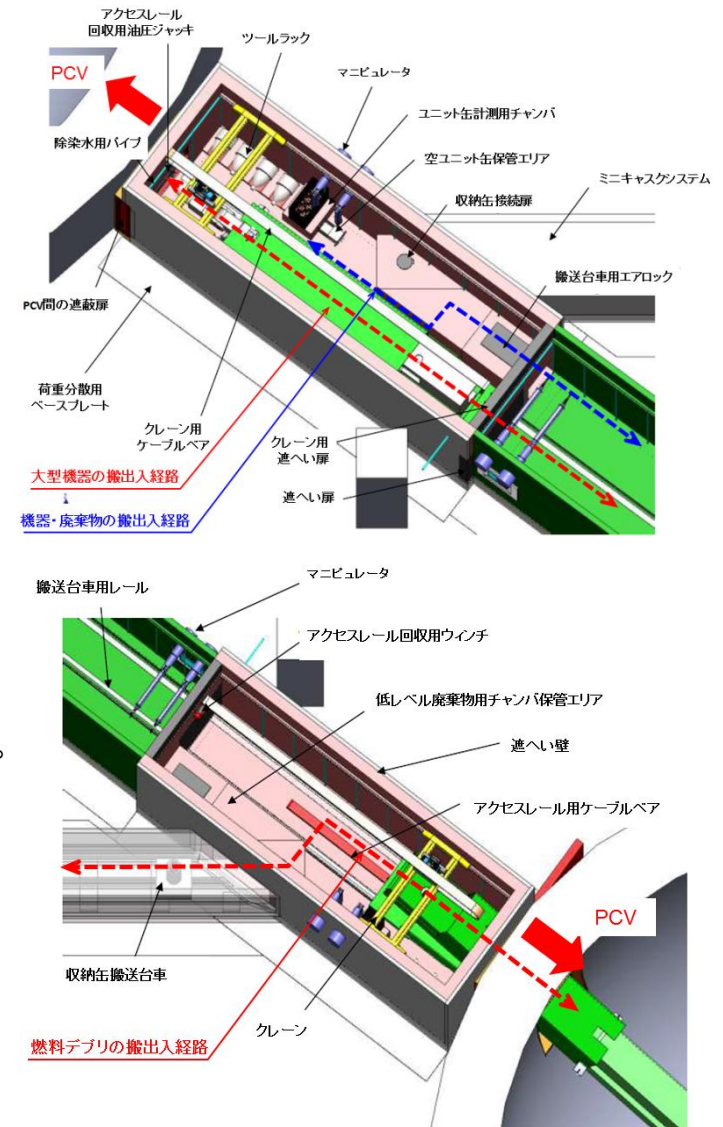 アクセスレール
回収用油圧ジャッキ
ツールラック
マニピュレータ
PCV
ユニット缶計測用チャンバ
除染水用パイプ
空ユニット缶保管エリア
収納缶接続扉
ミニキャスクシステム
搬送台車用エアロック
PCV間の遮蔽扉
荷重分散用
ベースプレート
クレーン用
ケーブルベア
クレーン用
遮へい扉
遮へい扉
大型機器の搬出入経路
機器・廃棄物の搬出入経路
搬送台車用レール
マニピュレータ
アクセスレール回収用ウィンチ
低レベル廃棄物用チャンバ保管エリア
遮へい壁
。
アクセスレール用ケーブルベア
PCV
収納缶搬送台車
クレーン
燃料デブリの搬出入経路